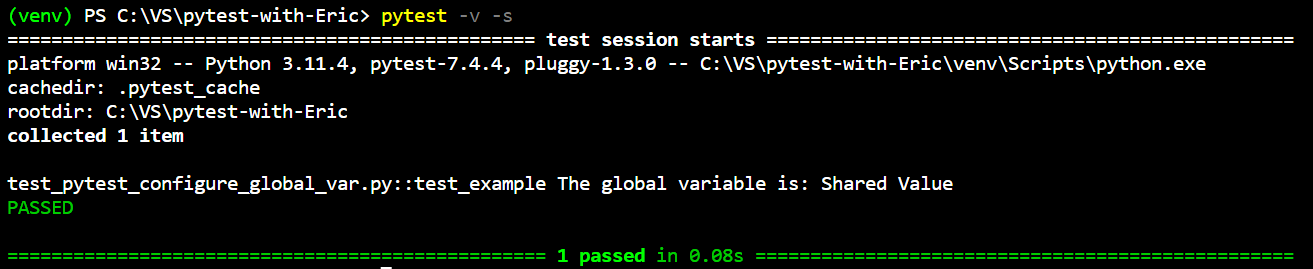 (venv) PS C:\VS\pytest-with-Eric> pytest -v -s
================================================ test session starts ================================================
platform win32 -- Python 3.11.4, pytest-7.4.4, pluggy-1.3.0 -- C:\VS\pytest-with-Eric\venv\Scripts\python.exe
cachedir: .pytest_cache
rootdir: C:\VS\pytest-with-Eric
collected 1 item
test_pytest_configure_global_var.py::test_example The global variable is: Shared Value
PASSED
================================================= 1 passed in 0.08s =================================================